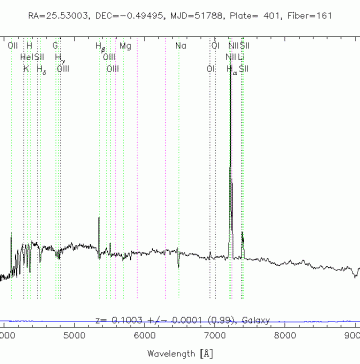 RA=25.53003, DEC=-0.49495, MJD=51788, Plate= 401, Fiber=161
OII H G Hβ Mg Na OI NII SII
HeI SII Hγ OIII NII Li
K Hδ OIII OIII OI Hα SII
z= 0.1003 +/- 0.0001 (0.99), Galaxy
4000 5000 6000 7000 8000 9000
Wavelength [Å]